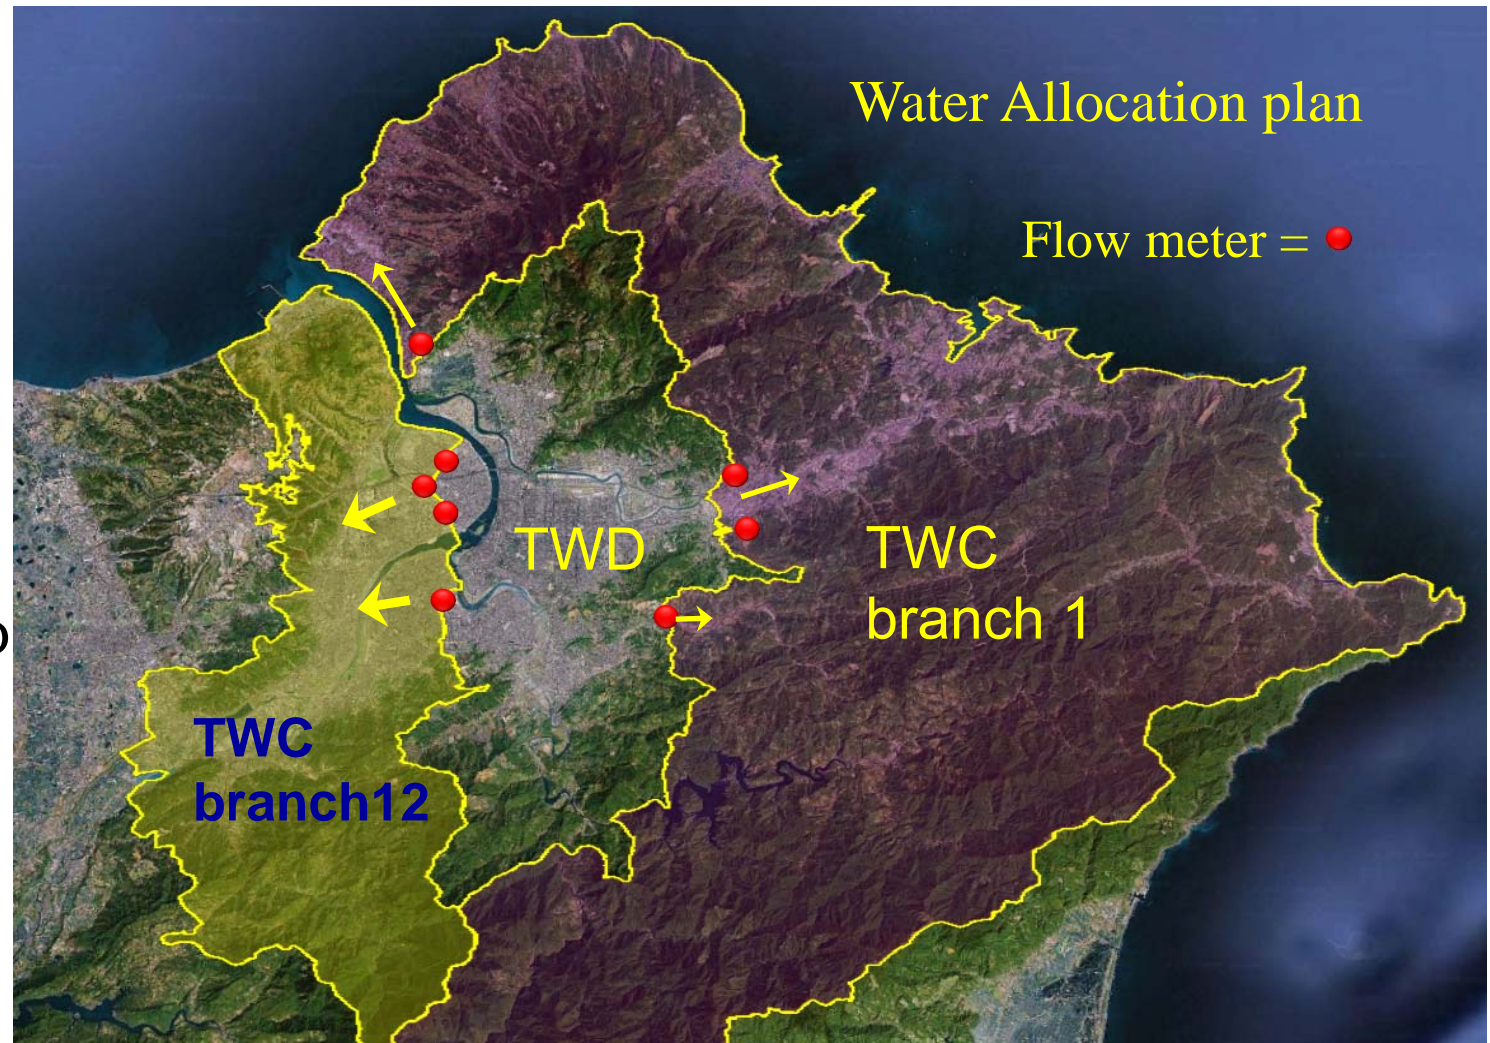 Water Allocation plan
Flow meter =
TWD
TWC
branch 1
TWC
branch12